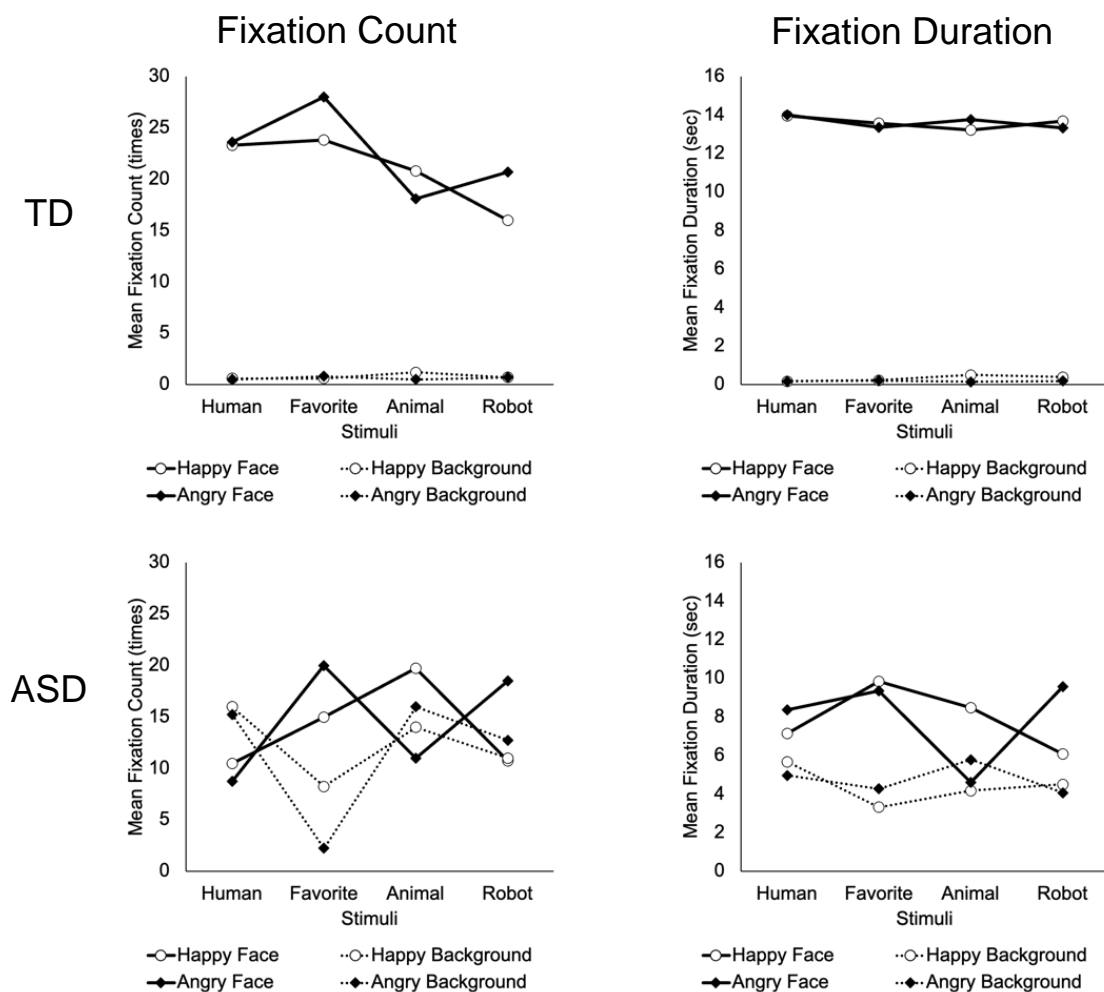 Fixation Count
Fixation Duration
TD
Mean Fixation Count (times)
30
25
20
15
10
5
0
Human Favorite Animal Robot
Stimuli
Happy Face Happy Background
Angry Face Angry Background
Mean Fixation Duration (sec)
16
14
12
10
8
6
4
2
0
Human Favorite Animal Robot
Stimuli
Happy Face Happy Background
Angry Face Angry Background
ASD
Mean Fixation Count (times)
30
25
20
15
10
5
0
Human Favorite Animal Robot
Stimuli
Happy Face Happy Background
Angry Face Angry Background
Mean Fixation Duration (sec)
16
14
12
10
8
6
4
2
0
Human Favorite Animal Robot
Stimuli
Happy Face Happy Background
Angry Face Angry Background